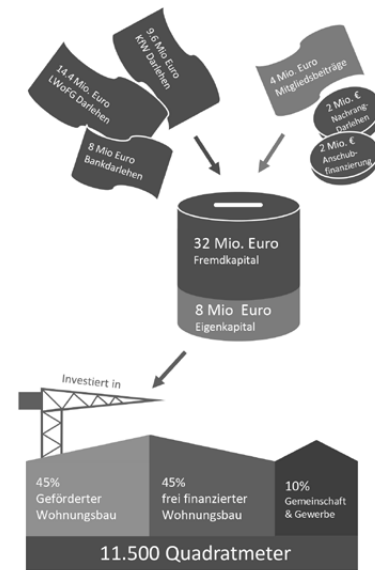 9.6 Mio Euro
KfW Darlehen
14.4 Mio. Euro
LWoFG Darlehen
8 Mio Euro
Bankdarlehen
4 Mio. Euro
Mitgliedsbeiträge
2 Mio. €
Nachrang-
Darlehen
2 Mio. €
Anschub-
finanzierung
32 Mio. Euro
Fremdkapital
8 Mio Euro
Eigenkapital
Investiert in
45%
Geförderter
Wohnungsbau
45%
frei finanzierter
Wohnungsbau
10%
Gemeinschaft
& Gewerbe
11.500 Quadratmeter